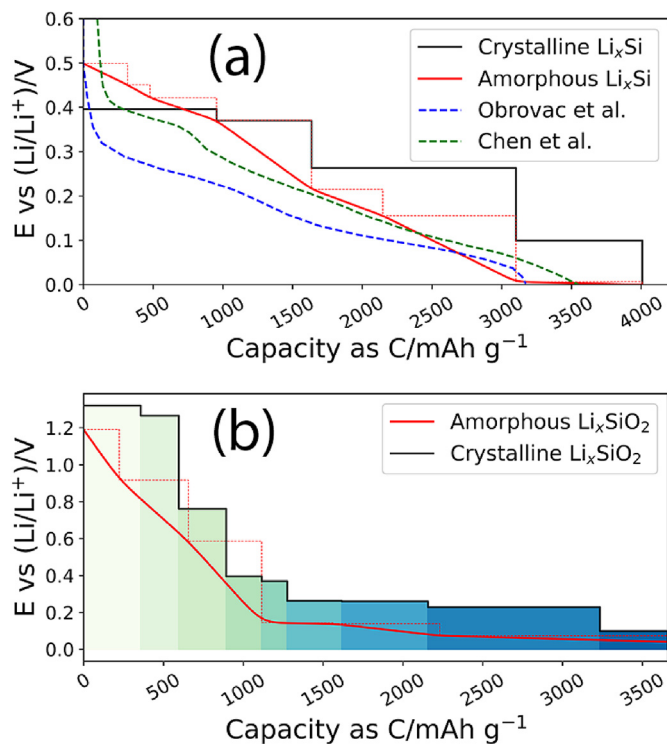 (a)
Crystalline LiₓSi
Amorphous LiₓSi
Obrovac et al.
Chen et al.
E vs (Li/Li⁺)/V
0.5
0.4
0.3
0.2
0.1
0.0
0 500 1000 1500 2000 2500 3000 3500 4000
Capacity as C/mAh g⁻¹
(b)
Amorphous LiₓSiO₂
Crystalline LiₓSiO₂
E vs (Li/Li⁺)/V
1.2
1.0
0.8
0.6
0.4
0.2
0.0
0 500 1000 1500 2000 2500 3000 3500
Capacity as C/mAh g⁻¹